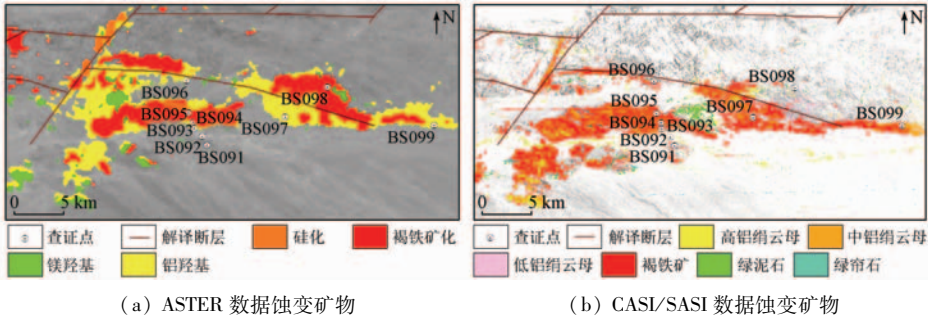 N
BS096
BS095
BS094
BS093
BS092
BS091
BS097
BS098
BS099
0 5 km
查证点 解译断层 硅化 褐铁矿化
镁羟基 铝羟基
(a) ASTER 数据蚀变矿物
N
BS096
BS098
BS095
BS097
BS094
BS093
BS099
BS092
BS091
0 5 km
查证点 解译断层 高铝绢云母 中铝绢云母
低铝绢云母 褐铁矿 绿泥石 绿帘石
(b) CASI/SASI 数据蚀变矿物